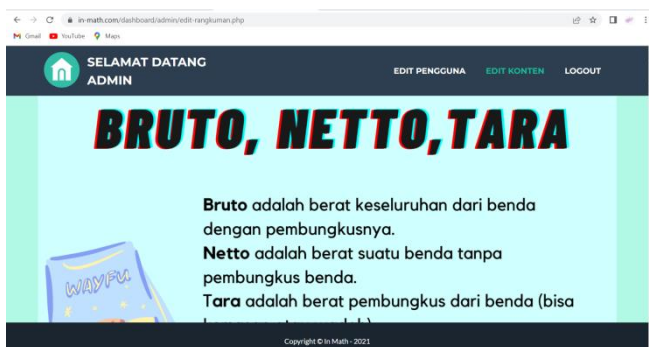 in-math.com/dashboard/admin/edit-rangkuman.php
Gmail YouTube Maps
SELAMAT DATANG
ADMIN
EDIT PENGGUNA EDIT KONTEN LOGOUT
BRUTO, NETTO,TARA
Bruto adalah berat keseluruhan dari benda
dengan pembungkusnya.
Netto adalah berat suatu benda tanpa
pembungkus benda.
Tara adalah berat pembungkus dari benda (bisa
WAYFU
Copyright © In Math - 2021